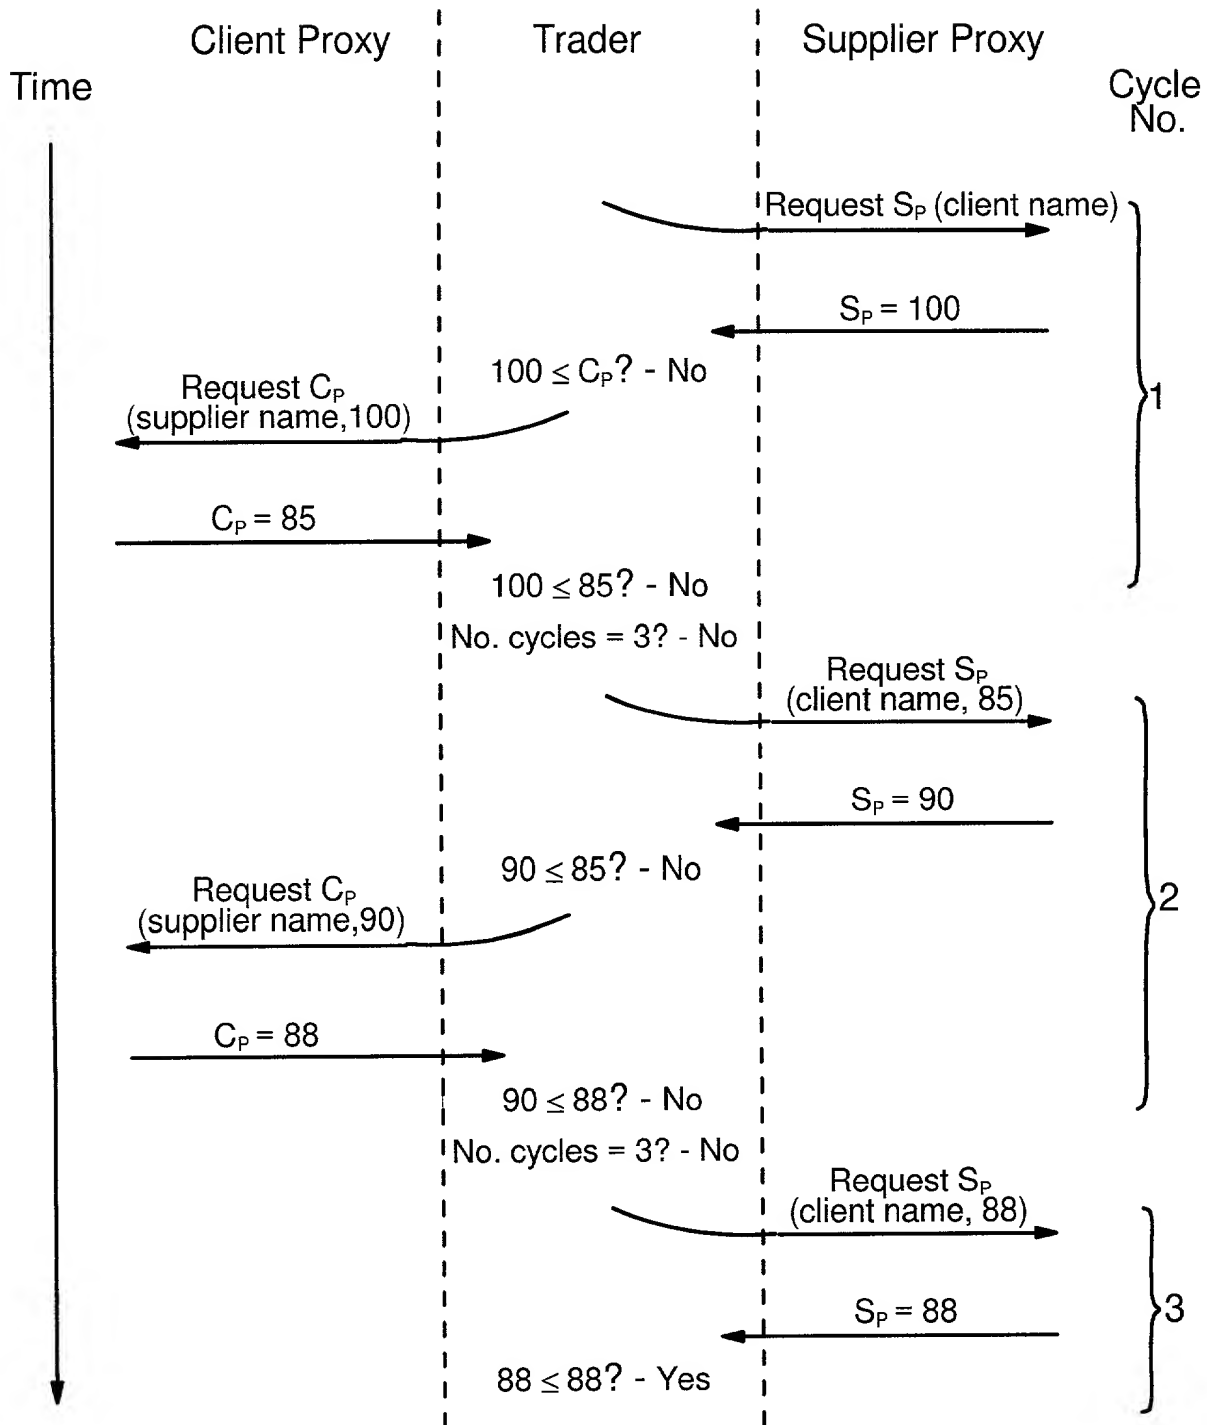 Client Proxy
Trader
Supplier Proxy
Time
Cycle
No.
Request SP (client name)
SP = 100
100 ≤ CP? - No
Request CP
(supplier name,100)
1
CP = 85
100 ≤ 85? - No
No. cycles = 3? - No
Request SP
(client name, 85)
SP = 90
90 ≤ 85? - No
Request CP
(supplier name,90)
2
CP = 88
90 ≤ 88? - No
No. cycles = 3? - No
Request SP
(client name, 88)
SP = 88
3
88 ≤ 88? - Yes